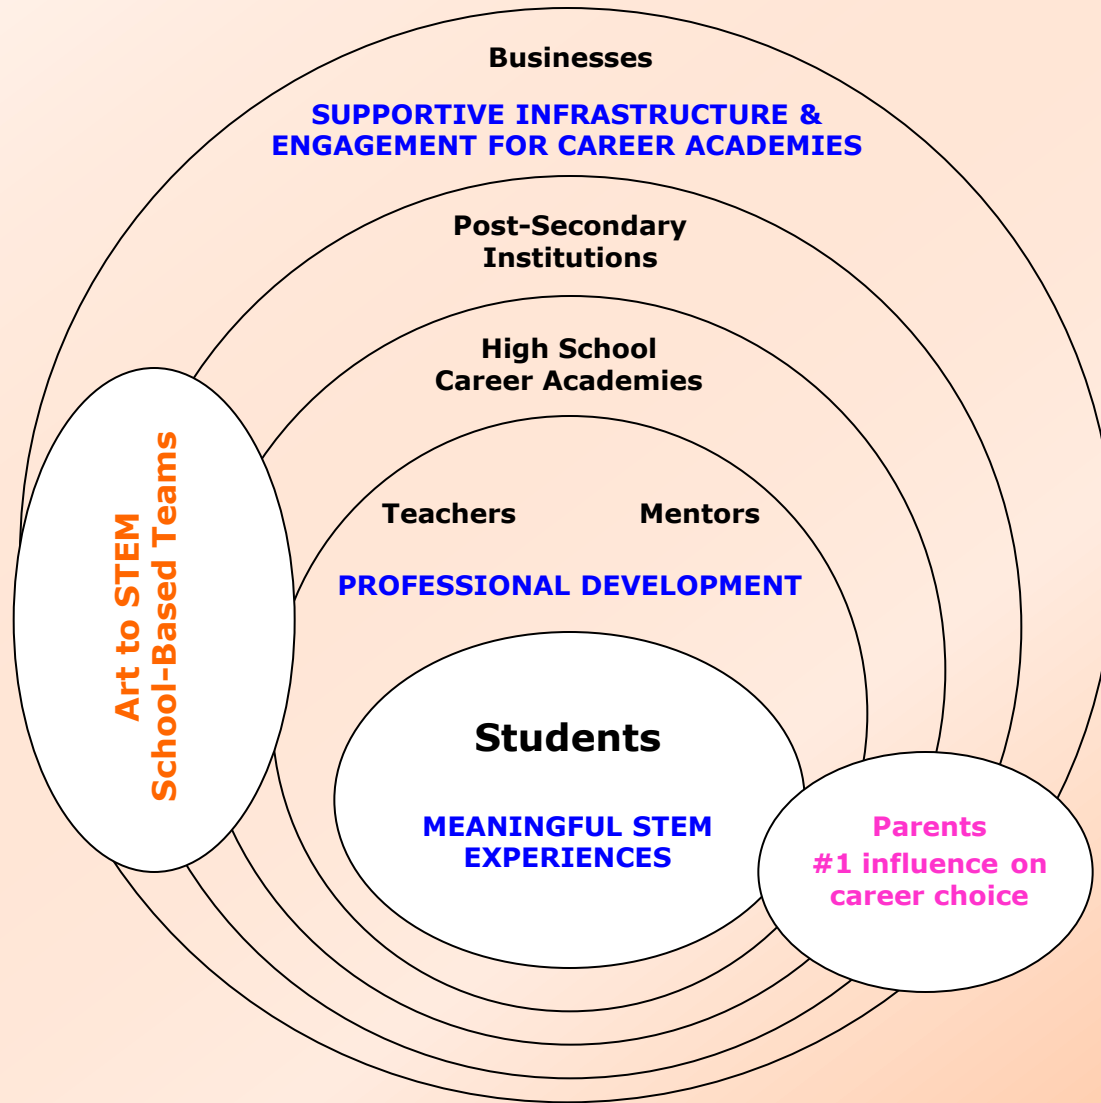 Businesses
SUPPORTIVE INFRASTRUCTURE &
ENGAGEMENT FOR CAREER ACADEMIES
Post-Secondary
Institutions
High School
Career Academies
Teachers
Mentors
PROFESSIONAL DEVELOPMENT
Art to STEM
School-Based Teams
Students
MEANINGFUL STEM
EXPERIENCES
Parents
#1 influence on
career choice